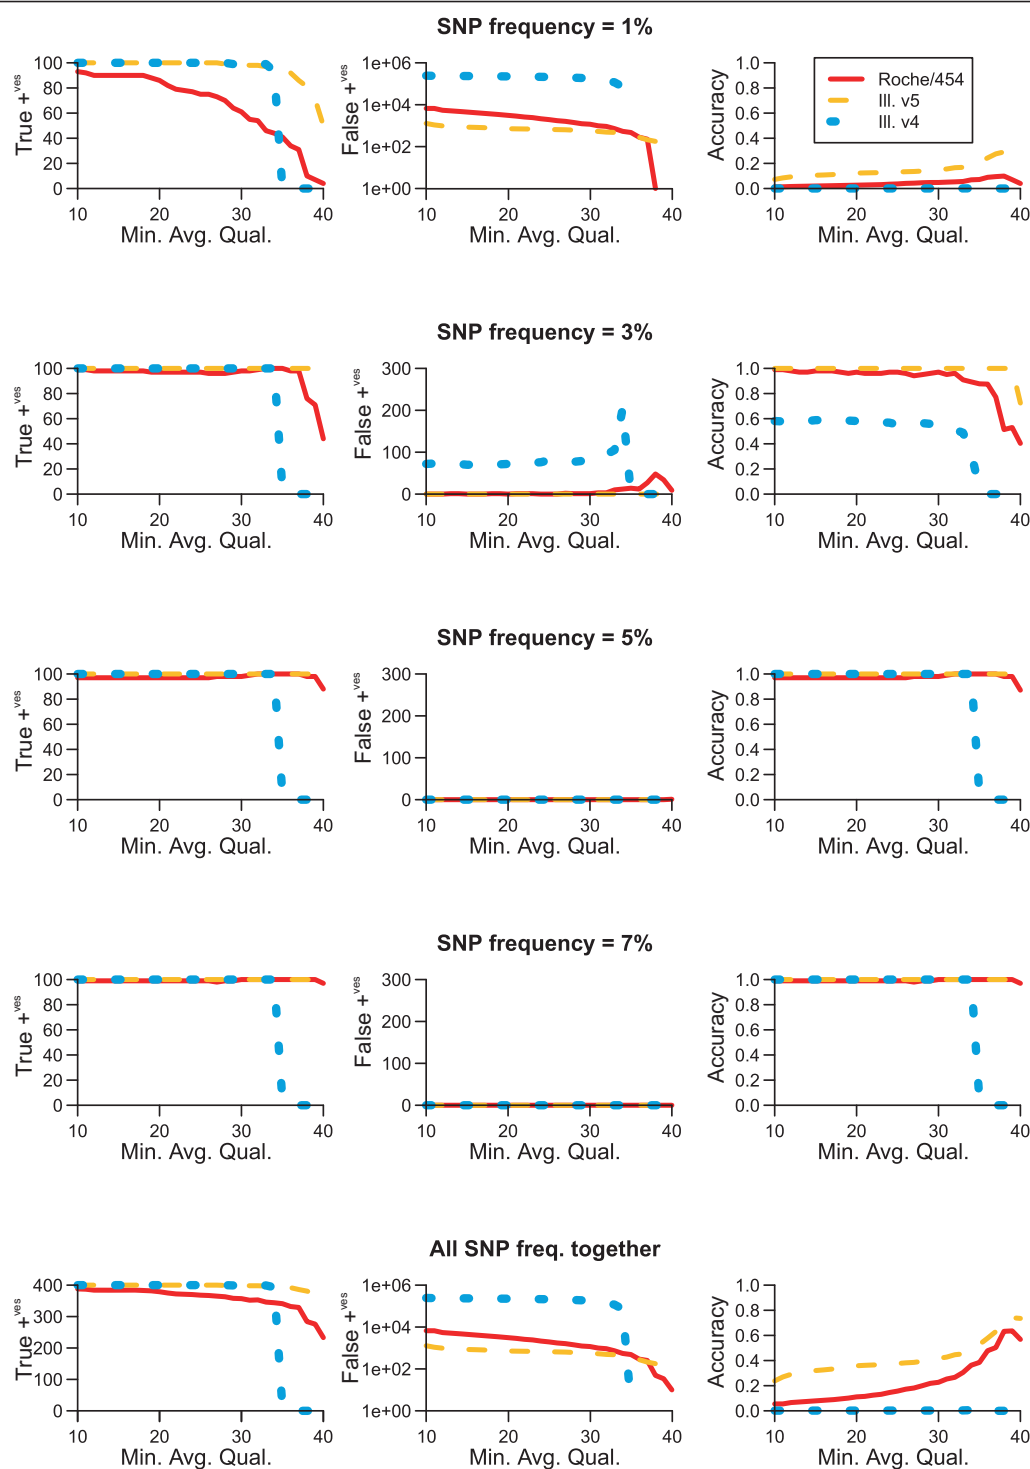 SNP frequency = 1%
True +ves
100
80
60
40
20
0
10 20 30 40
Min. Avg. Qual.
False +ves
1e+06
1e+04
1e+02
1e+00
10 20 30 40
Min. Avg. Qual.
Accuracy
1.0
0.8
0.6
0.4
0.2
0.0
10 20 30 40
Min. Avg. Qual.
Roche/454
Ill. v5
Ill. v4
SNP frequency = 3%
True +ves
100
80
60
40
20
0
10 20 30 40
Min. Avg. Qual.
False +ves
300
200
100
0
10 20 30 40
Min. Avg. Qual.
Accuracy
1.0
0.8
0.6
0.4
0.2
0.0
10 20 30 40
Min. Avg. Qual.
SNP frequency = 5%
True +ves
100
80
60
40
20
0
10 20 30 40
Min. Avg. Qual.
False +ves
300
200
100
0
10 20 30 40
Min. Avg. Qual.
Accuracy
1.0
0.8
0.6
0.4
0.2
0.0
10 20 30 40
Min. Avg. Qual.
SNP frequency = 7%
True +ves
100
80
60
40
20
0
10 20 30 40
Min. Avg. Qual.
False +ves
300
200
100
0
10 20 30 40
Min. Avg. Qual.
Accuracy
1.0
0.8
0.6
0.4
0.2
0.0
10 20 30 40
Min. Avg. Qual.
All SNP freq. together
True +ves
400
300
200
100
0
10 20 30 40
Min. Avg. Qual.
False +ves
1e+06
1e+04
1e+02
1e+00
10 20 30 40
Min. Avg. Qual.
Accuracy
1.0
0.8
0.6
0.4
0.2
0.0
10 20 30 40
Min. Avg. Qual.